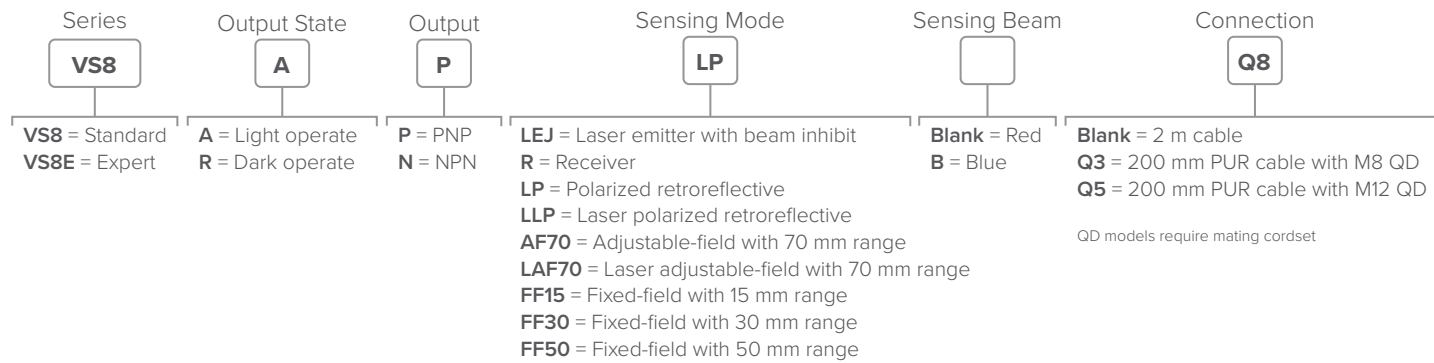 Series
Output State
Output
Sensing Mode
Sensing Beam
Connection
VS8
A
P
LP
Q8
VS8 = Standard
VS8E = Expert
A = Light operate
R = Dark operate
P = PNP
N = NPN
LEJ = Laser emitter with beam inhibit
R = Receiver
LP = Polarized retroreflective
LLP = Laser polarized retroreflective
AF70 = Adjustable-field with 70 mm range
LAF70 = Laser adjustable-field with 70 mm range
FF15 = Fixed-field with 15 mm range
FF30 = Fixed-field with 30 mm range
FF50 = Fixed-field with 50 mm range
Blank = Red
B = Blue
Blank = 2 m cable
Q3 = 200 mm PUR cable with M8 QD
Q5 = 200 mm PUR cable with M12 QD
QD models require mating cordset